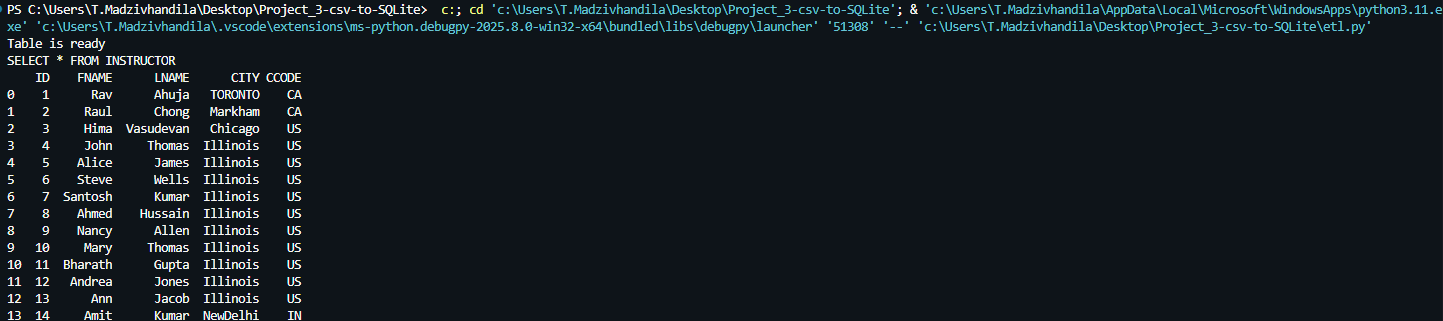 PS C:\Users\T.Madzivhandila\Desktop\Project_3-csv-to-SQLite>  c:; cd 'c:\Users\T.Madzivhandila\Desktop\Project_3-csv-to-SQLite'; & 'c:\Users\T.Madzivhandila\AppData\Local\Microsoft\WindowsApps\python3.11.e
xe' 'c:\Users\T.Madzivhandila\.vscode\extensions\ms-python.debugpy-2025.8.0-win32-x64\bundled\libs\debugpy\launcher' '51308' '--' 'c:\Users\T.Madzivhandila\Desktop\Project_3-csv-to-SQLite\etl.py'
Table is ready
SELECT * FROM INSTRUCTOR
    ID    FNAME      LNAME      CITY CCODE
0    1      Rav      Ahuja   TORONTO    CA
1    2     Raul      Chong   Markham    CA
2    3     Hima  Vasudevan   Chicago    US
3    4     John     Thomas  Illinois    US
4    5    Alice      James  Illinois    US
5    6    Steve      Wells  Illinois    US
6    7  Santosh      Kumar  Illinois    US
7    8    Ahmed    Hussain  Illinois    US
8    9    Nancy      Allen  Illinois    US
9   10     Mary     Thomas  Illinois    US
10  11  Bharath      Gupta  Illinois    US
11  12   Andrea      Jones  Illinois    US
12  13      Ann      Jacob  Illinois    US
13  14     Amit      Kumar  NewDelhi    IN